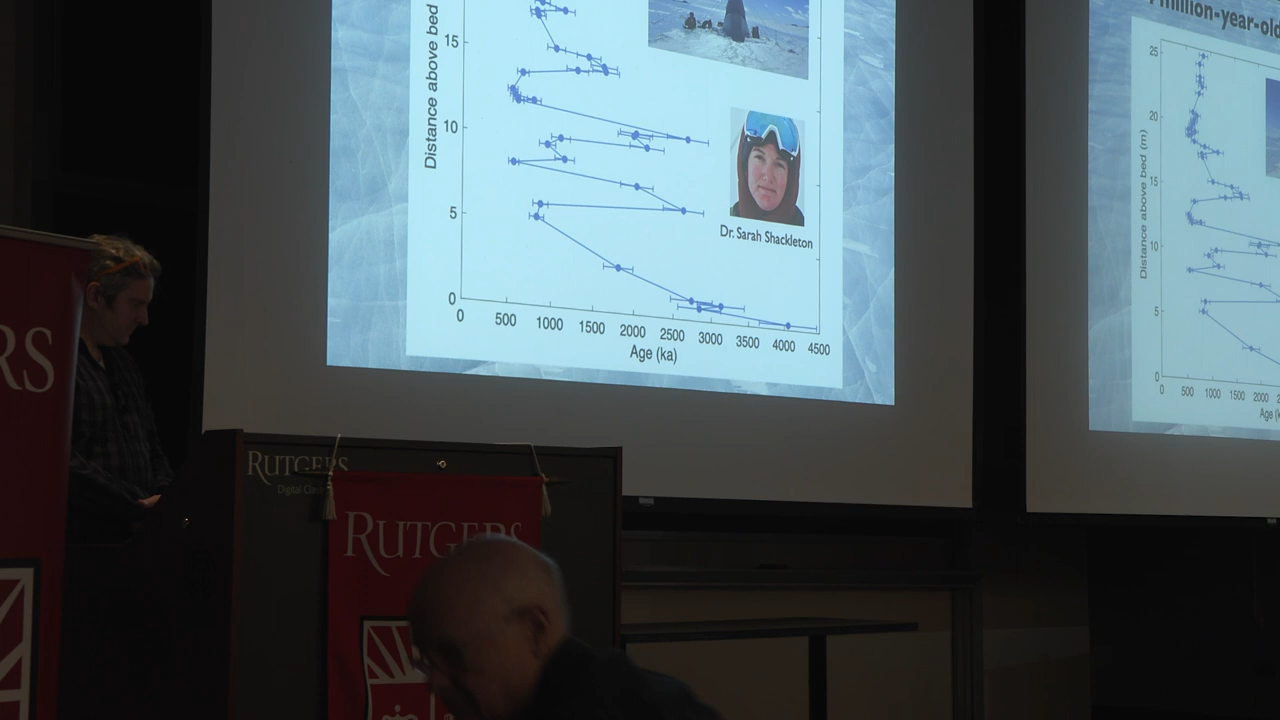 Distance above bed
15
10
5
0
0 500 1000 1500 2000 2500 3000 3500 4000 4500
Age (ka)
Dr. Sarah Shackleton
million-year-old
Distance above bed (m)
25
20
15
10
5
0
0 500 1000 1500
Age
RS
RUTGERS
Digital
RUTGERS